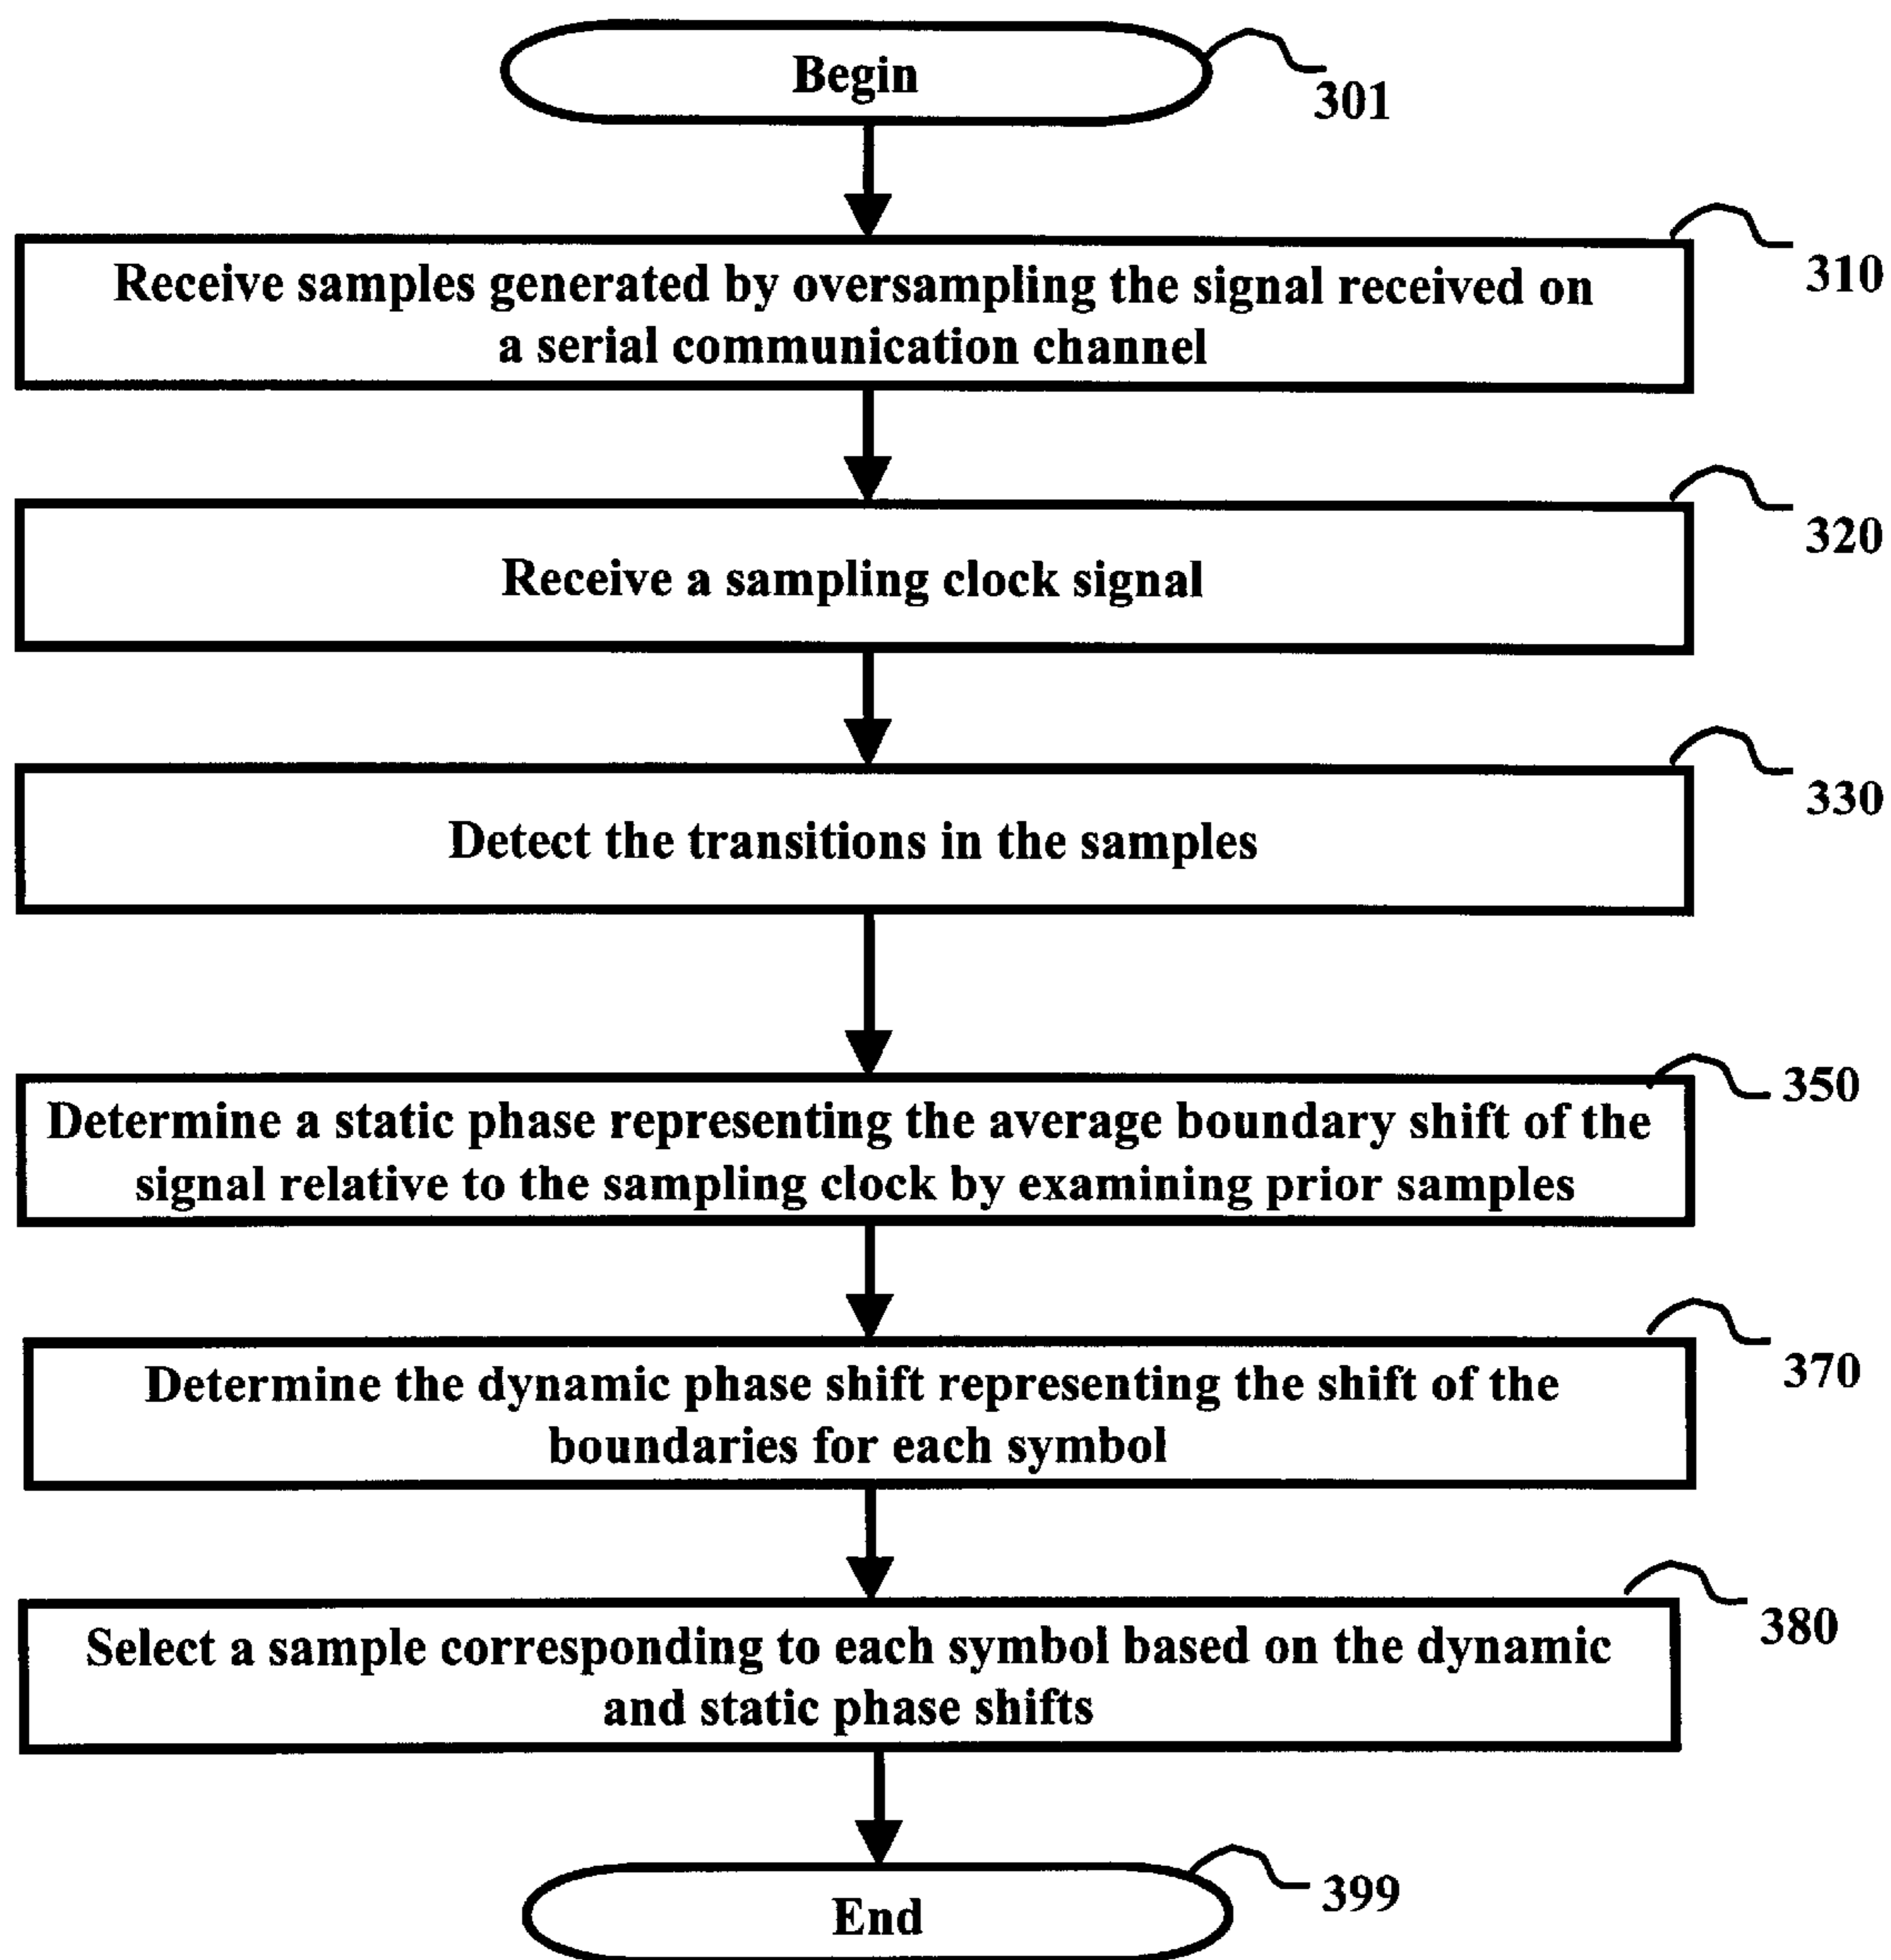 Begin
301
Receive samples generated by oversampling the signal received on
a serial communication channel
310
Receive a sampling clock signal
320
Detect the transitions in the samples
330
Determine a static phase representing the average boundary shift of the
signal relative to the sampling clock by examining prior samples
350
Determine the dynamic phase shift representing the shift of the
boundaries for each symbol
370
Select a sample corresponding to each symbol based on the dynamic
and static phase shifts
380
End
399